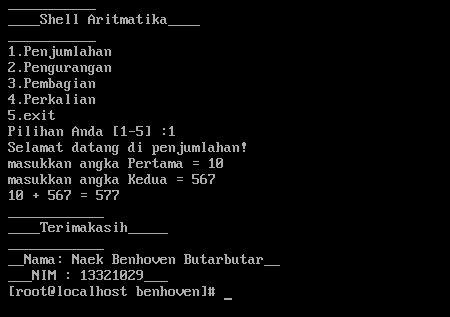 ___________
____Shell Aritmatika____
___________
1.Penjumlahan
2.Pengurangan
3.Pembagian
4.Perkalian
5.exit
Pilihan Anda [1-5] :1
Selamat datang di penjumlahan!
masukkan angka Pertama = 10
masukkan angka Kedua = 567
10 + 567 = 577
____________
____Terimakasih_____
____________
__Nama: Naek Benhoven Butarbutar__
___NIM : 13321029___
[root@localhost benhoven]# _